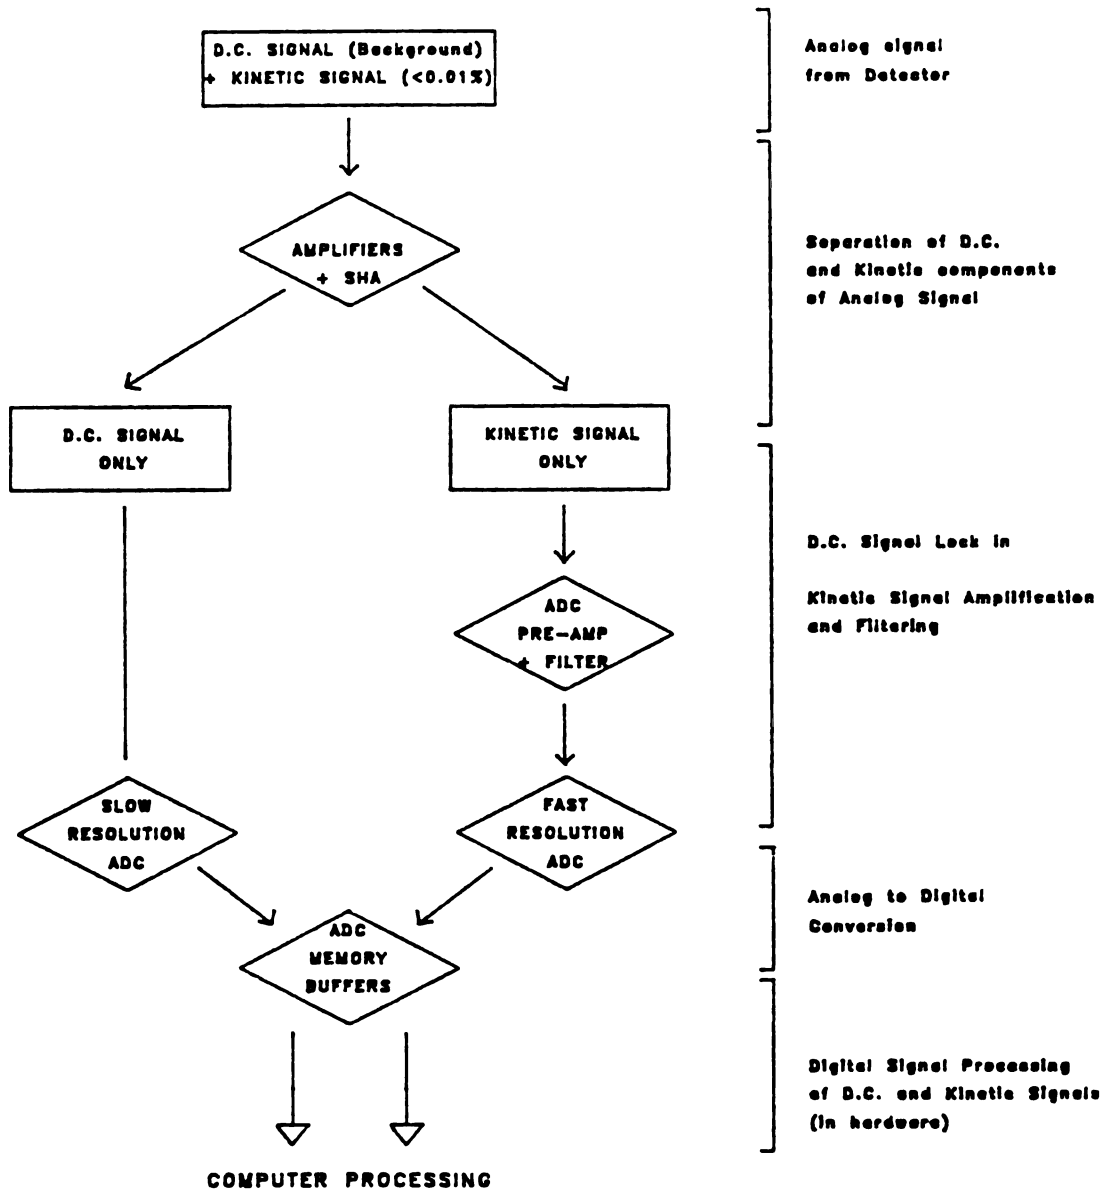 D.C. SIGNAL (Background)
+ KINETIC SIGNAL (<0.01%)
Analog signal
from Detector
AMPLIFIERS
+ SHA
Separation of D.C.
and Kinetic components
of Analog Signal
D.C. SIGNAL
ONLY
KINETIC SIGNAL
ONLY
D.C. Signal Lock in
Kinetic Signal Amplification
and Filtering
ADC
PRE-AMP
+ FILTER
SLOW
RESOLUTION
ADC
FAST
RESOLUTION
ADC
Analog to Digital
Conversion
ADC
MEMORY
BUFFERS
Digital Signal Processing
of D.C. and Kinetic Signals
(in hardware)
COMPUTER PROCESSING